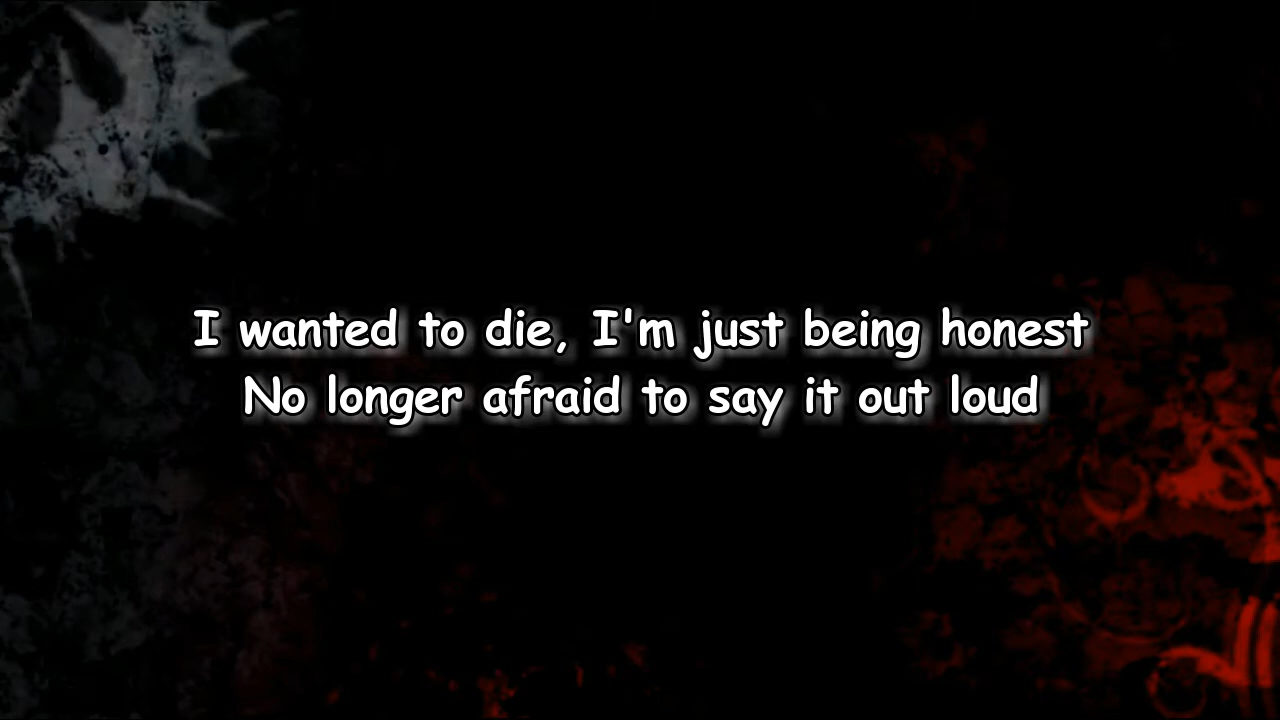 I wanted to die, I'm just being honest
No longer afraid to say it out loud